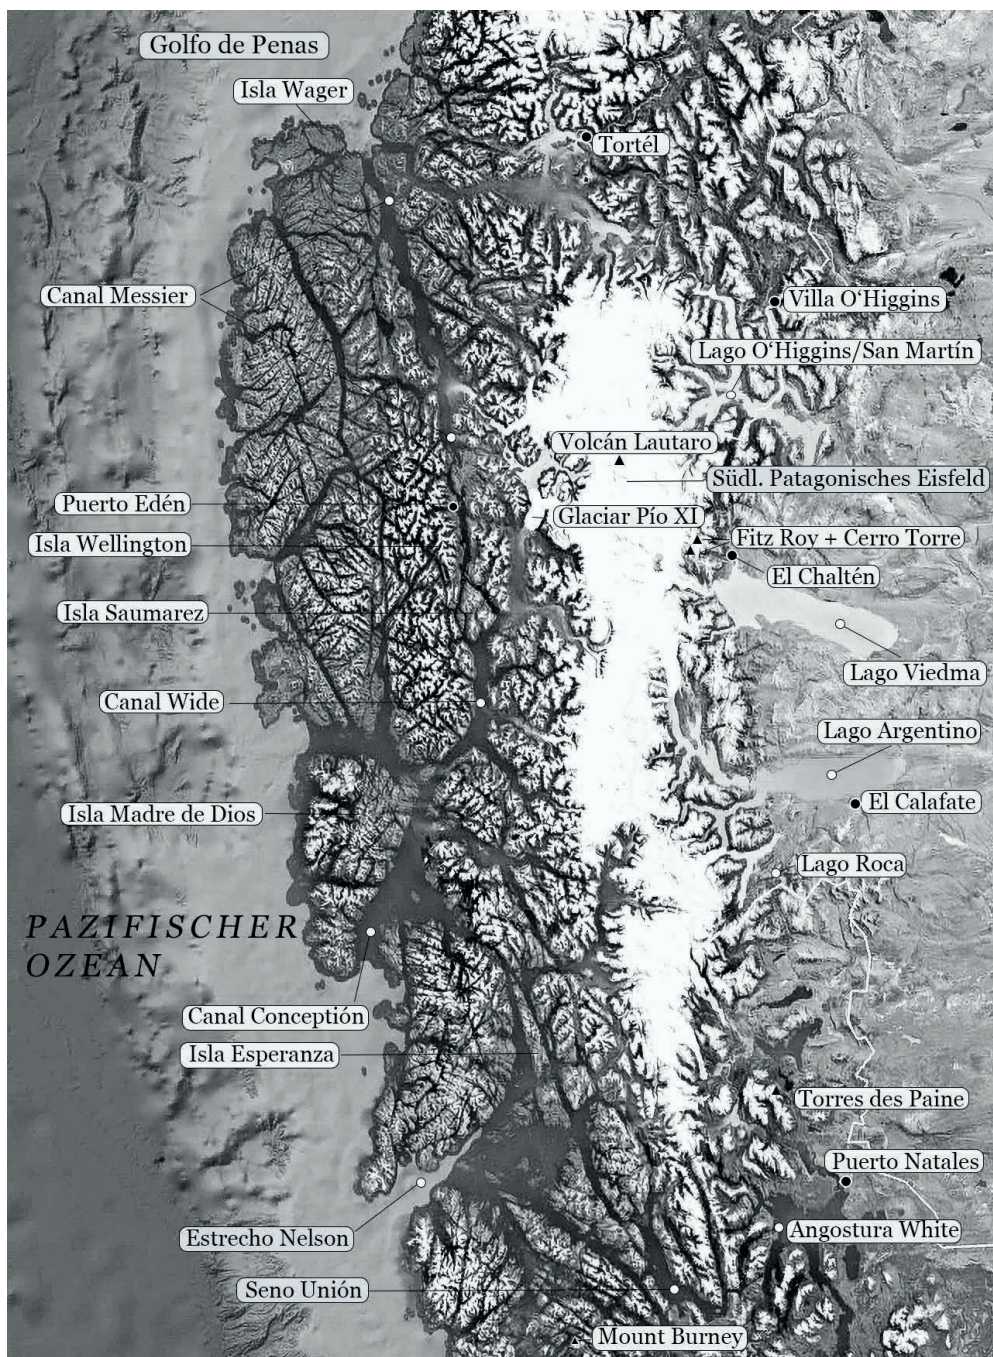 Golfo de Penas
Isla Wager
Tortél
Canal Messier
Villa O‘Higgins
Lago O‘Higgins/San Martín
Volcán Lautaro
Südl. Patagonisches Eisfeld
Puerto Edén
Glaciar Pío XI
Isla Wellington
Fitz Roy + Cerro Torre
El Chaltén
Isla Saumarez
Lago Viedma
Canal Wide
Lago Argentino
El Calafate
Isla Madre de Dios
Lago Roca
PAZIFISCHER
OZEAN
Canal Conceptión
Isla Esperanza
Torres des Paine
Puerto Natales
Angostura White
Estrecho Nelson
Seno Unión
Mount Burney